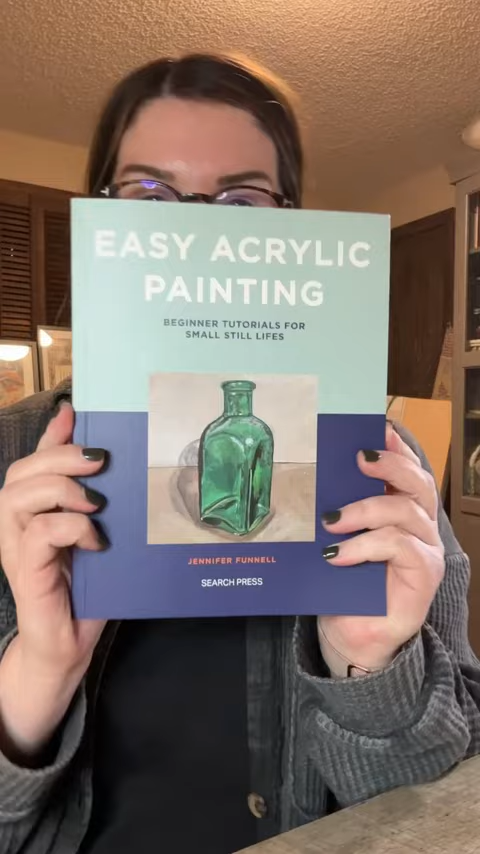 EASY ACRYLIC
PAINTING
BEGINNER TUTORIALS FOR
SMALL STILL LIFES
JENNIFER FUNNELL
SEARCH PRESS